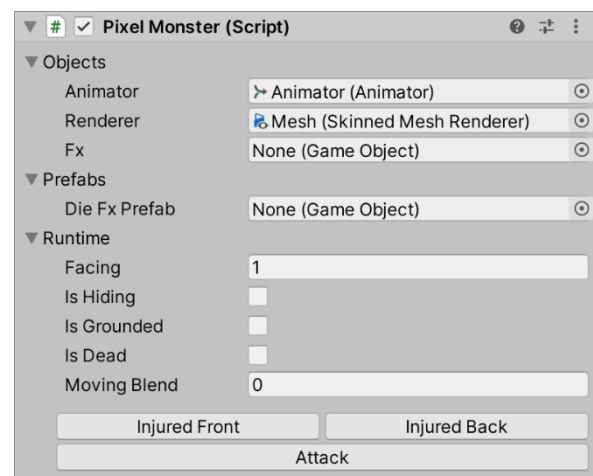 Pixel Monster (Script)
Objects
Animator Animator (Animator)
Renderer Mesh (Skinned Mesh Renderer)
Fx None (Game Object)
Prefabs
Die Fx Prefab None (Game Object)
Runtime
Facing 1
Is Hiding
Is Grounded
Is Dead
Moving Blend 0
Injured Front Injured Back
Attack